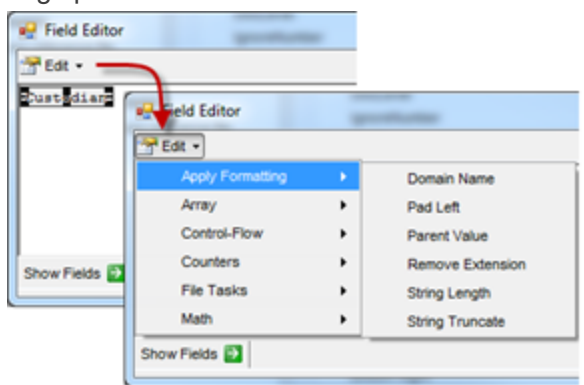 Field Editor
Edit
Field Editor
Edit
Apply Formatting
Domain Name
Array
Pad Left
Control-Flow
Parent Value
Counters
Remove Extension
File Tasks
String Length
Math
String Truncate
Show Fields
Show Fields